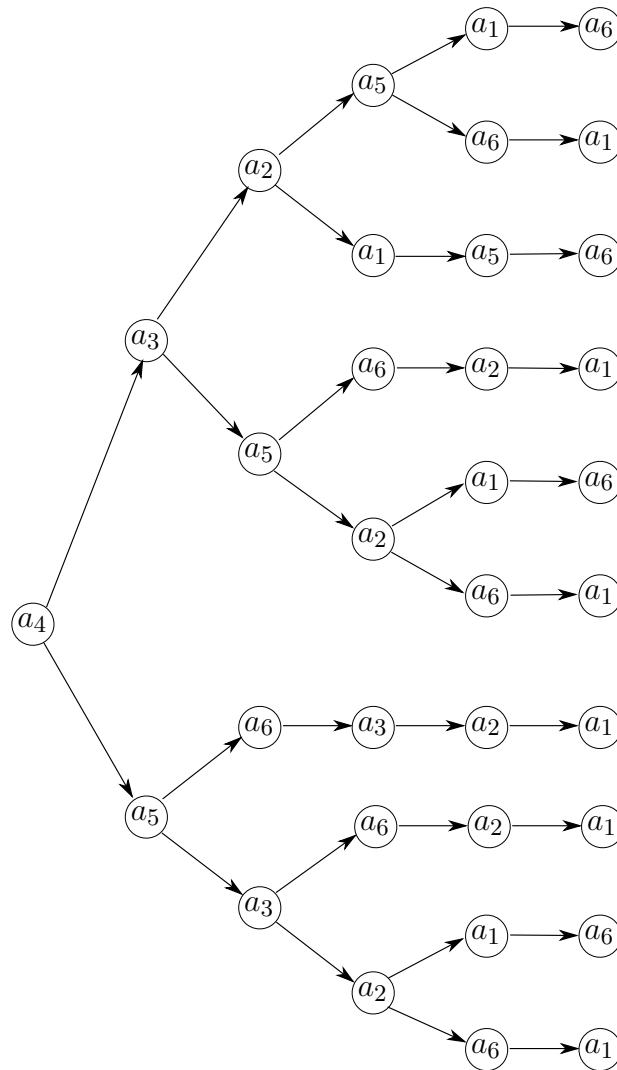 a₁ a₆
a₅
a₆ a₁
a₂
a₁ a₅ a₆
a₃
a₆ a₂ a₁
a₅
a₁ a₆
a₂
a₆ a₁
a₄
a₆ a₃ a₂ a₁
a₅
a₆ a₂ a₁
a₃
a₁ a₆
a₂
a₆ a₁